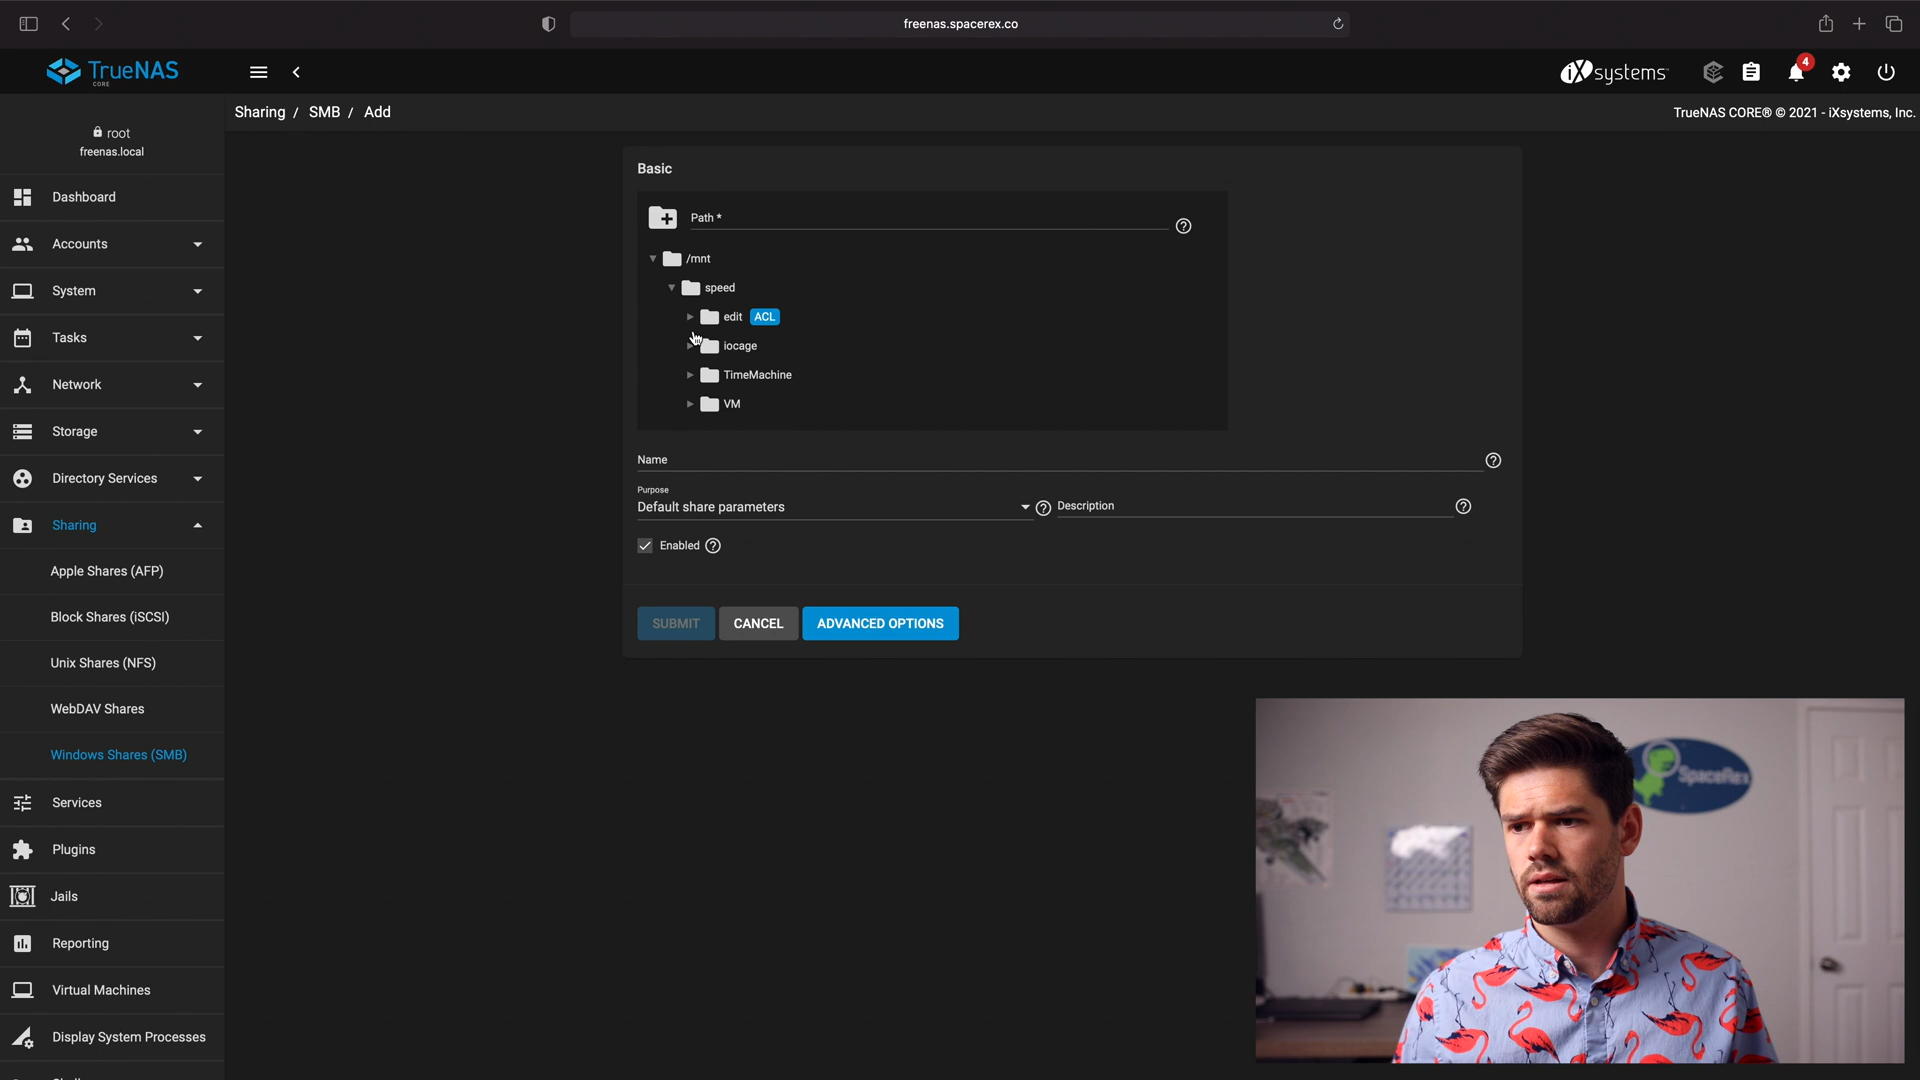 freenas.spacerex.co
TrueNAS
CORE
iXsystems
4
Sharing / SMB / Add
TrueNAS CORE® © 2021 - iXsystems, Inc.
root
freenas.local
Dashboard
Accounts
System
Tasks
Network
Storage
Directory Services
Sharing
Apple Shares (AFP)
Block Shares (iSCSI)
Unix Shares (NFS)
WebDAV Shares
Windows Shares (SMB)
Services
Plugins
Jails
Reporting
Virtual Machines
Display System Processes
Basic
Path *
/mnt
speed
edit ACL
iocage
TimeMachine
VM
Name
Purpose
Default share parameters
Description
Enabled
SUBMIT
CANCEL
ADVANCED OPTIONS
SpaceRex